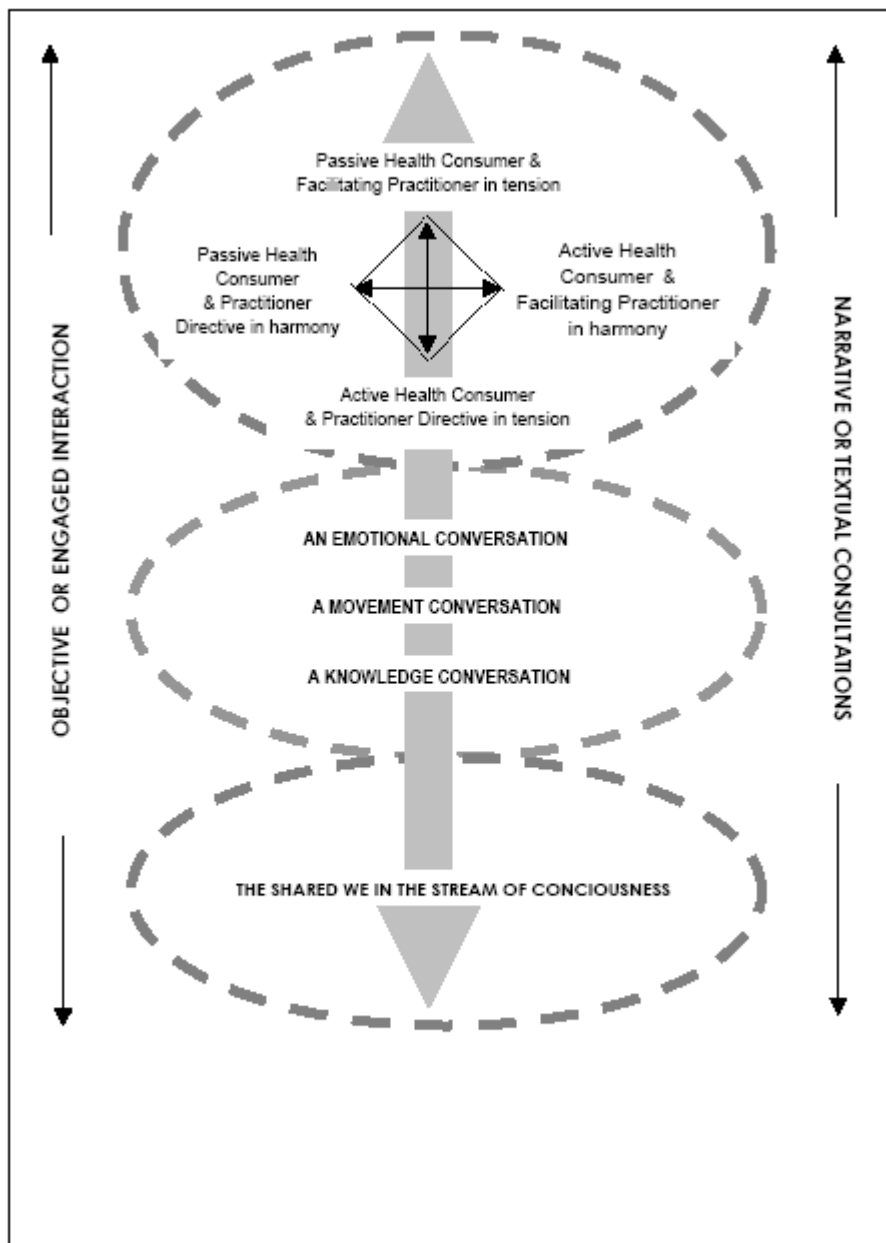 Passive Health Consumer &
Facilitating Practitioner in tension
Passive Health
Consumer
& Practitioner
Directive in harmony
Active Health
Consumer &
Facilitating Practitioner
in harmony
Active Health Consumer
& Practitioner Directive in tension
AN EMOTIONAL CONVERSATION
A MOVEMENT CONVERSATION
A KNOWLEDGE CONVERSATION
THE SHARED WE IN THE STREAM OF CONCIOUSNESS
OBJECTIVE OR ENGAGED INTERACTION
NARRATIVE OR TEXTUAL CONSULTATIONS